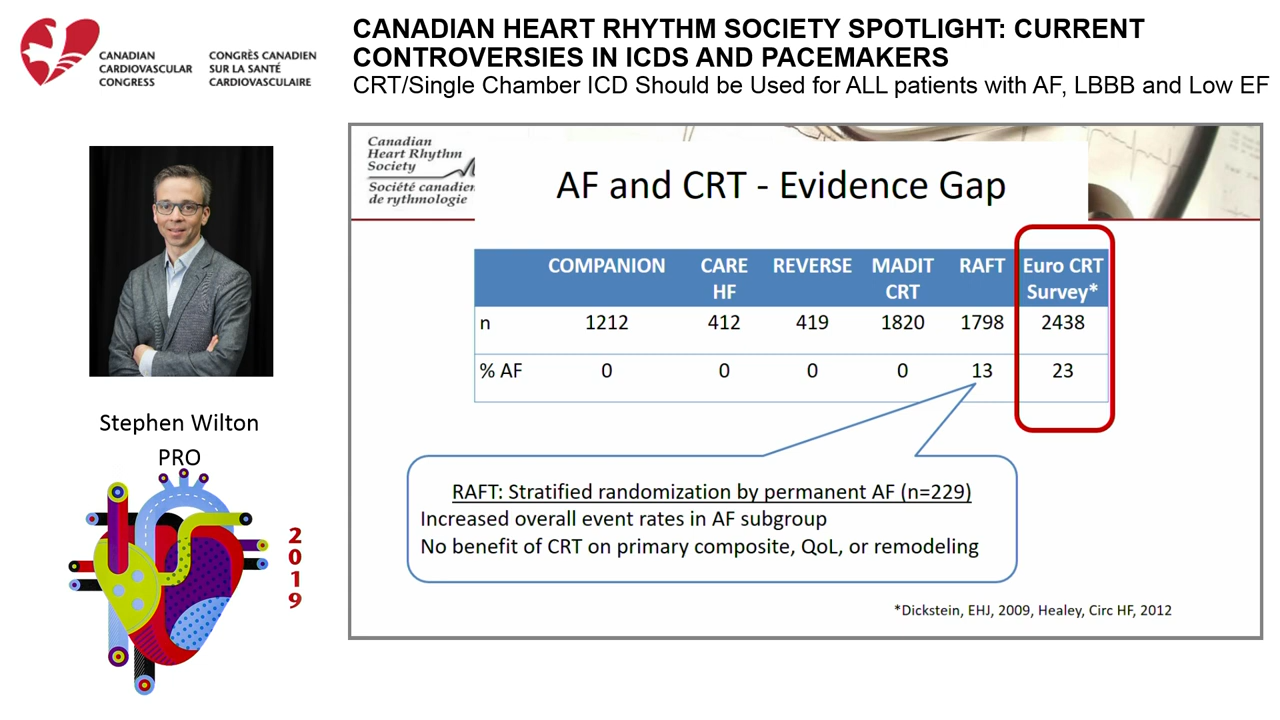 CANADIAN
CARDIOVASCULAR
CONGRESS
CONGRÈS CANADIEN
SUR LA SANTÉ
CARDIOVASCULAIRE
CANADIAN HEART RHYTHM SOCIETY SPOTLIGHT: CURRENT
CONTROVERSIES IN ICDS AND PACEMAKERS
CRT/Single Chamber ICD Should be Used for ALL patients with AF, LBBB and Low EF
Stephen Wilton
PRO
2019
Canadian
Heart Rhythm
Society
Société canadien
de rythmologie
AF and CRT - Evidence Gap
COMPANION CARE HF REVERSE MADIT CRT RAFT Euro CRT Survey*
n 1212 412 419 1820 1798 2438
% AF 0 0 0 0 13 23
RAFT: Stratified randomization by permanent AF (n=229)
Increased overall event rates in AF subgroup
No benefit of CRT on primary composite, QoL, or remodeling
*Dickstein, EHJ, 2009, Healey, Circ HF, 2012